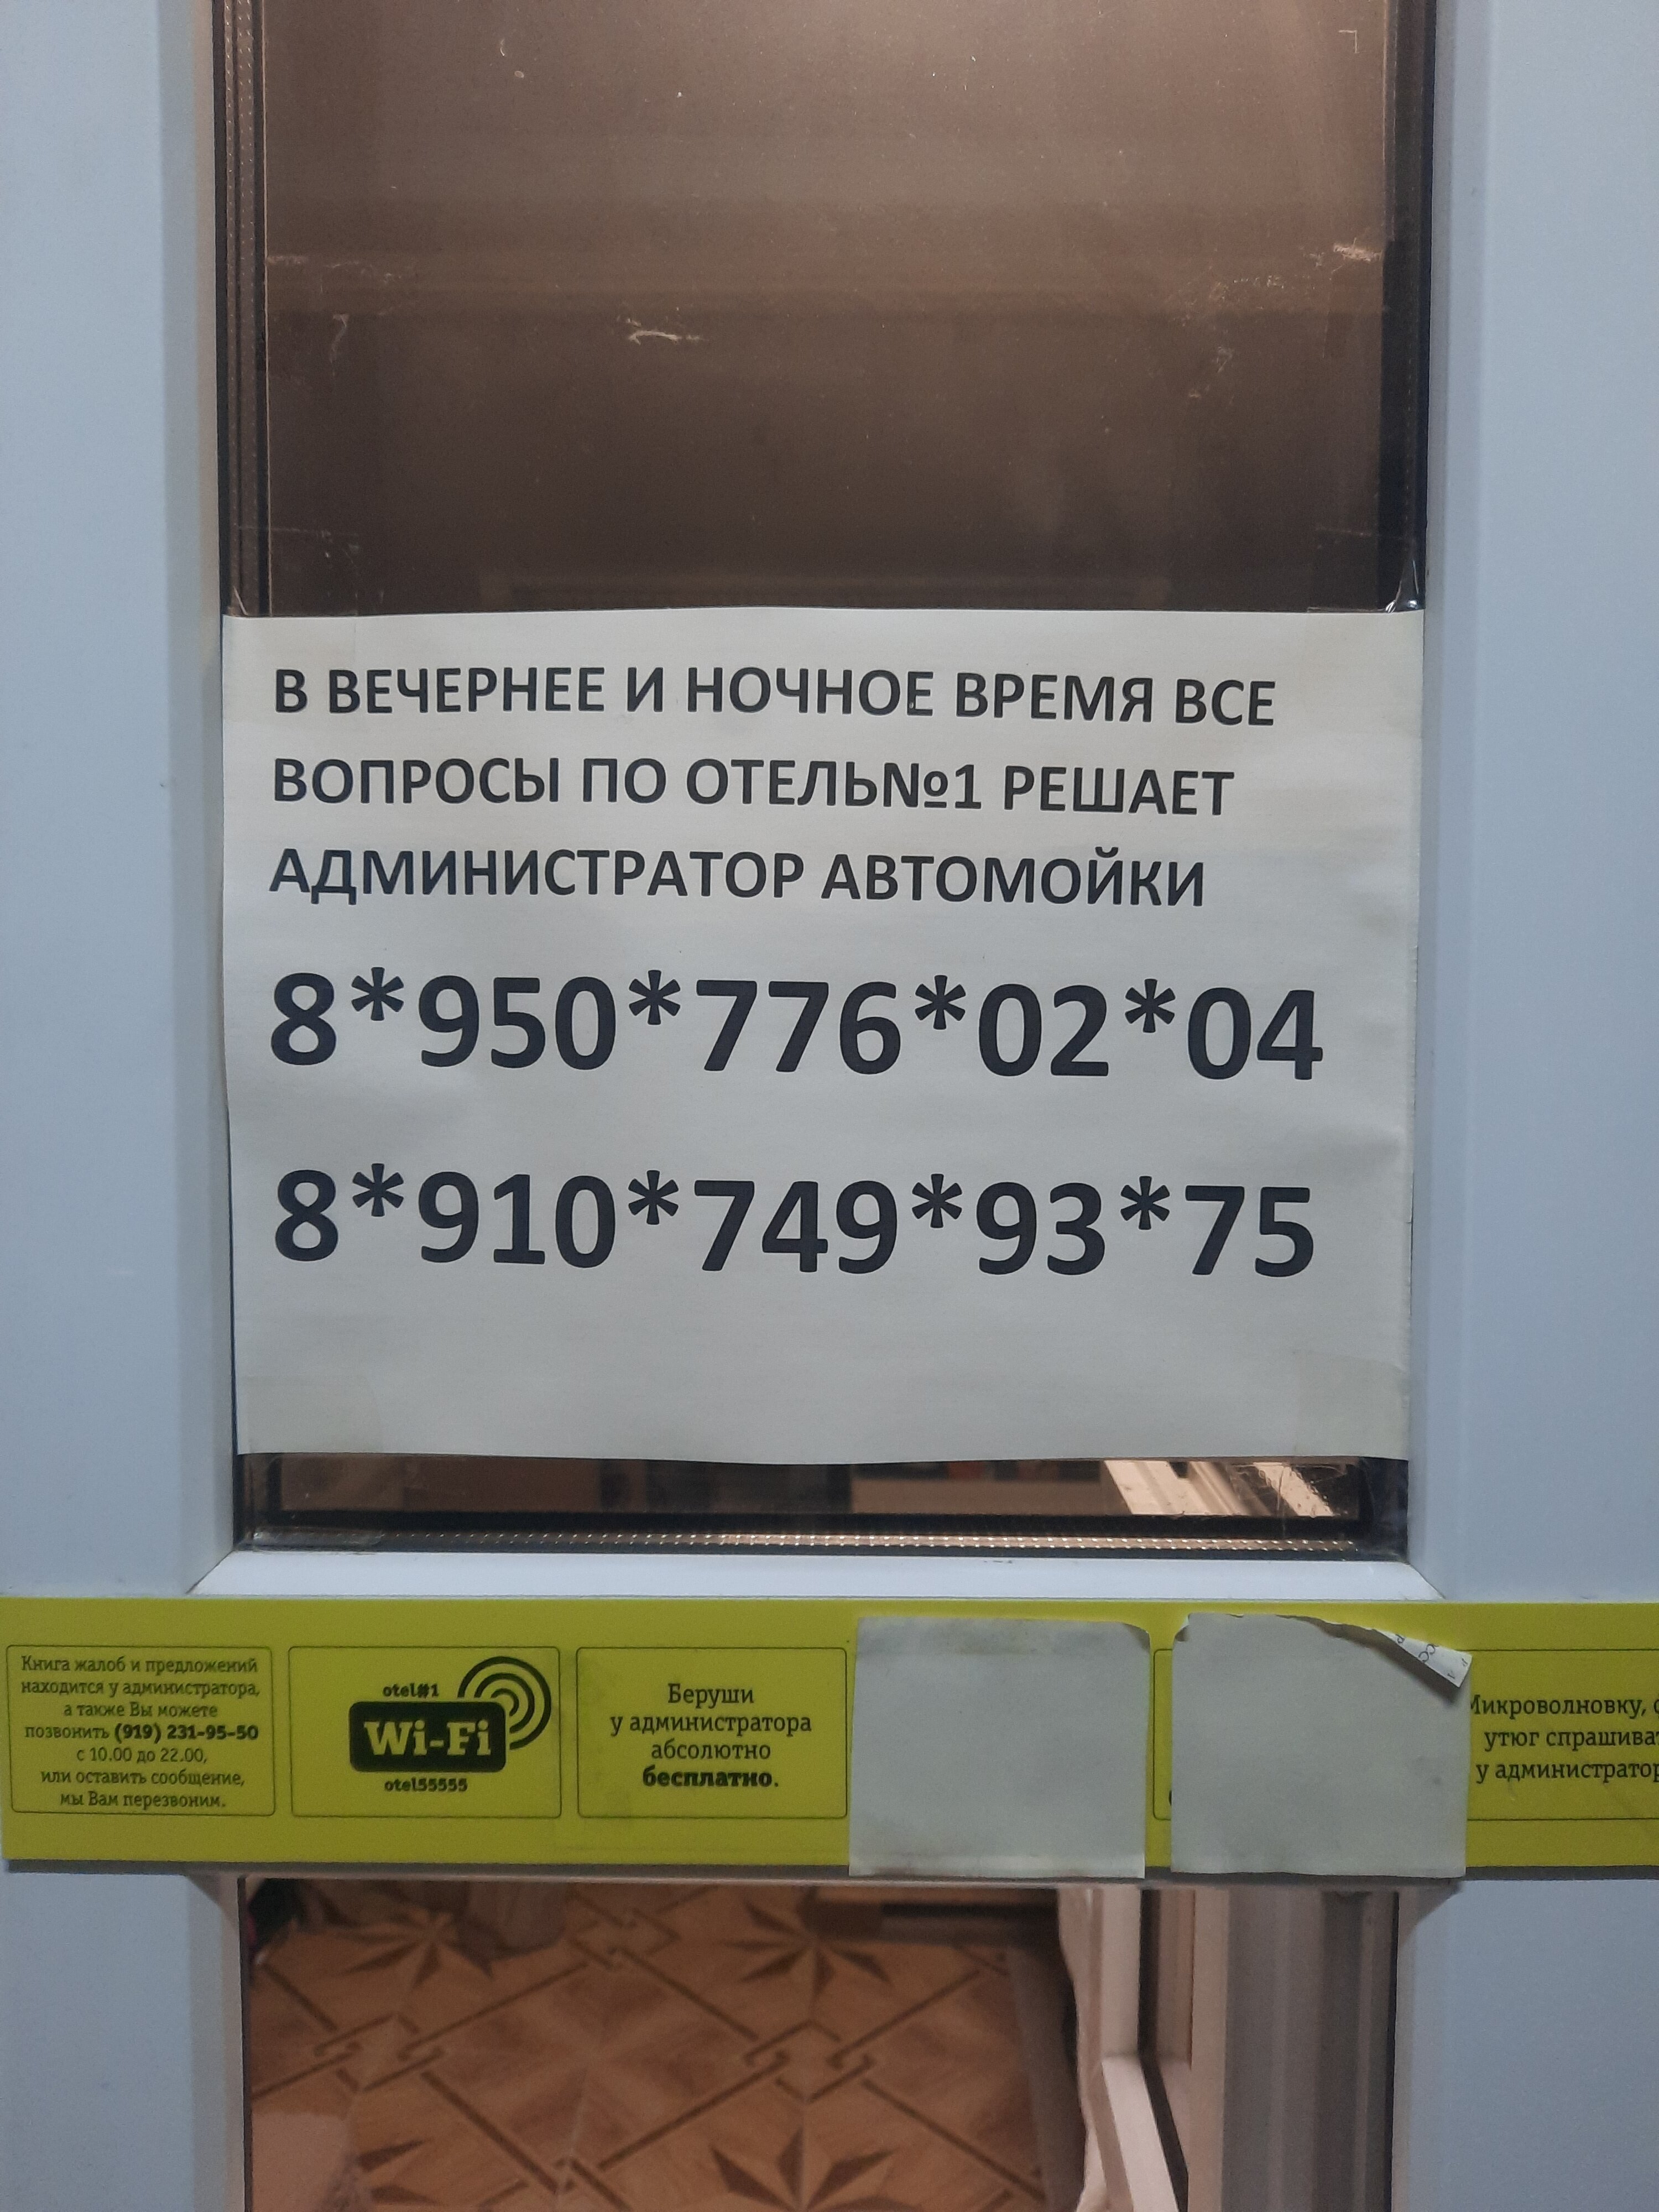 В ВЕЧЕРНЕЕ И НОЧНОЕ ВРЕМЯ ВСЕ
ВОПРОСЫ ПО ОТЕЛЬ№1 РЕШАЕТ
АДМИНИСТРАТОР АВТОМОЙКИ
8*950*776*02*04
8*910*749*93*75
Книга жалоб и предложений
находится у администратора,
а также Вы можете
позвонить (919) 231-95-50
с 10.00 до 22.00,
или оставить сообщение,
мы Вам перезвоним.
otel#1
Wi-Fi
otel55555
Беруши
у администратора
абсолютно
бесплатно.
Микроволновку,
утюг
у